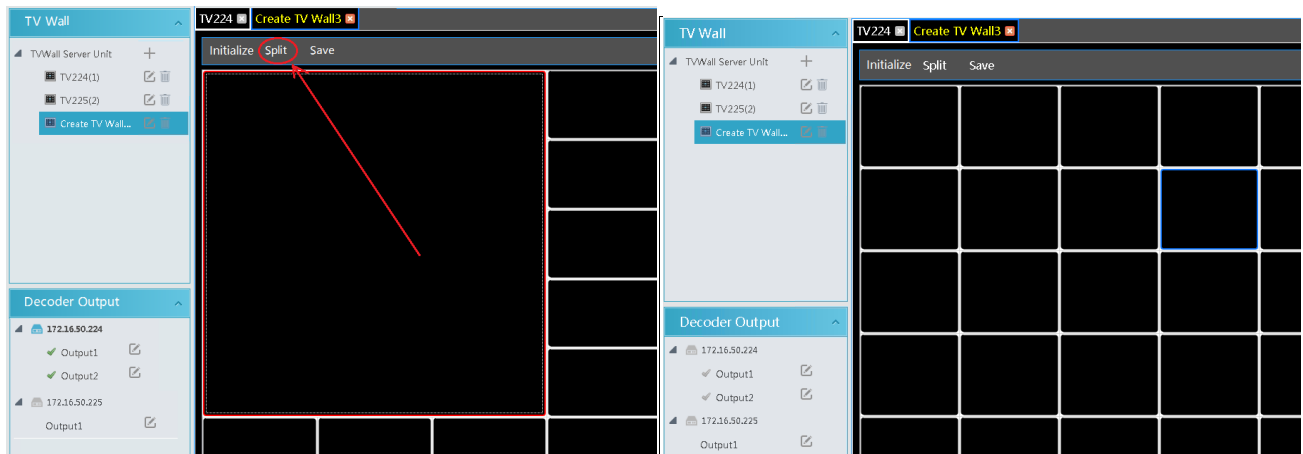 TV Wall
TVWall Server Unit
TV224(1)
TV225(2)
Create TV Wall...
Decoder Output
172.16.50.224
Output1
Output2
172.16.50.225
Output1
TV224 Create TV Wall3
Initialize Split Save
TV Wall
TVWall Server Unit
TV224(1)
TV225(2)
Create TV Wall...
Decoder Output
172.16.50.224
Output1
Output2
172.16.50.225
Output1
TV224 Create TV Wall3
Initialize Split Save